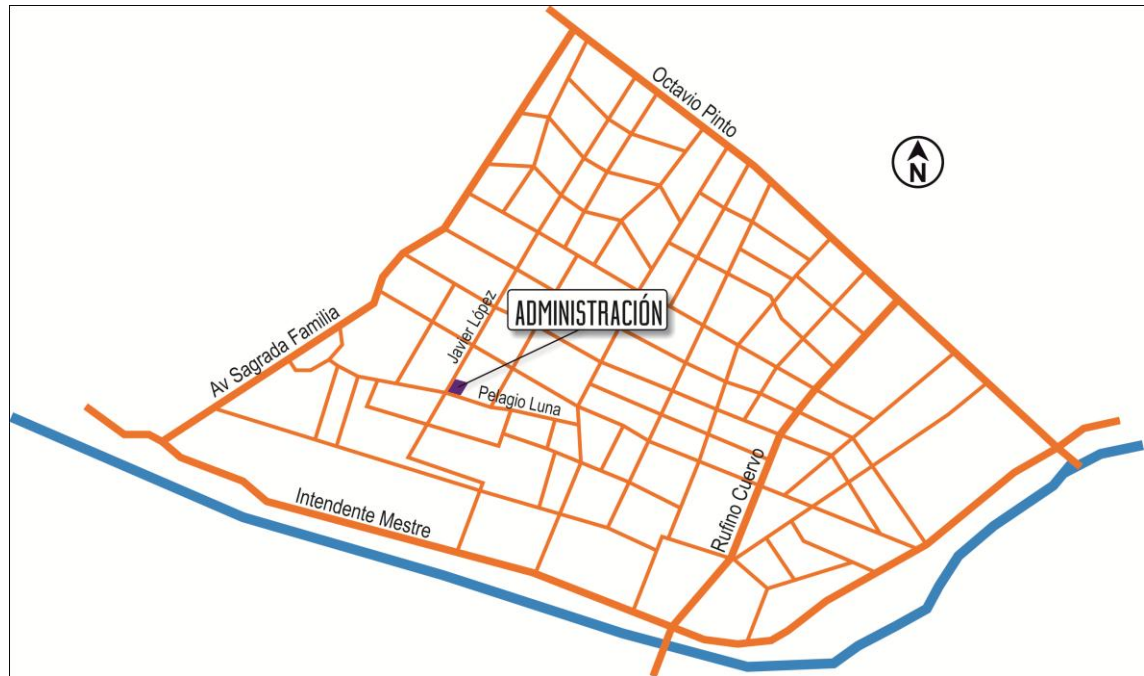 Octavio Pinto
N
Javier López
ADMINISTRACIÓN
Av Sagrada Familia
Pelagio Luna
Rufino Cuervo
Intendente Mestre